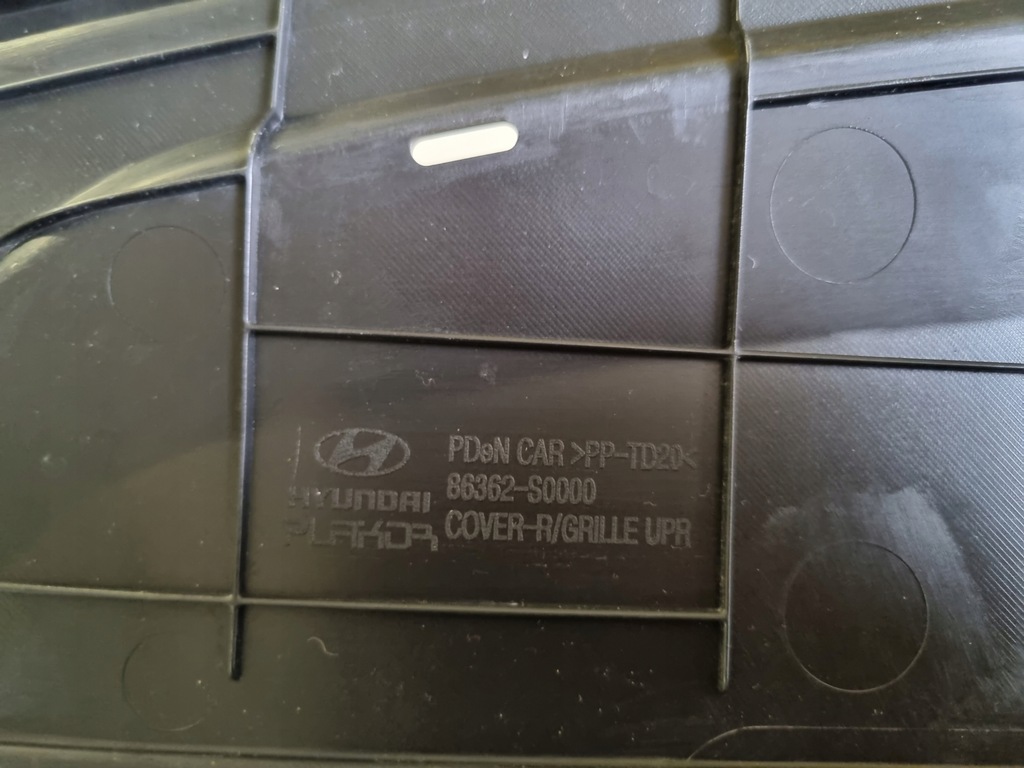 PDeN CAR >PP-TD20<
HYUNDAI 86362-S0000
PLAKOR COVER-R/GRILLE UPR